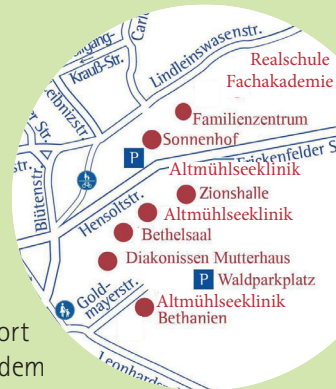 Lindleinswasenstr.
Krauß-Str.
Realschule
Fachakademie
Familienzentrum
Sonnenhof
P
Altmühlseeklinik
Zionshalle
Hensoltstr.
Blütenstr.
Altmühlseeklinik
Bethelsaal
Diakonissen Mutterhaus
P Waldparkplatz
Gold-
mayerstr.
Altmühlseeklinik
Bethanien
ort
dem